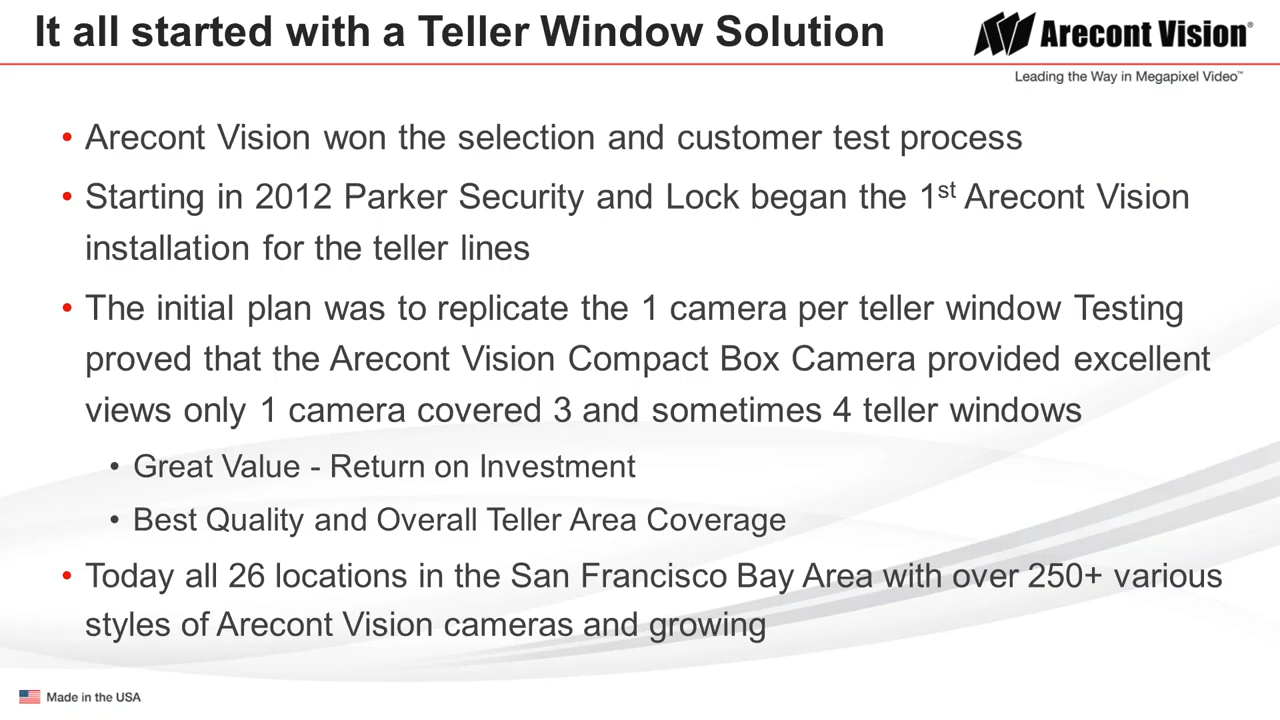 It all started with a Teller Window Solution
Arecont Vision®
Leading the Way in Megapixel Video™
• Arecont Vision won the selection and customer test process
• Starting in 2012 Parker Security and Lock began the 1st Arecont Vision
installation for the teller lines
• The initial plan was to replicate the 1 camera per teller window Testing
proved that the Arecont Vision Compact Box Camera provided excellent
views only 1 camera covered 3 and sometimes 4 teller windows
• Great Value - Return on Investment
• Best Quality and Overall Teller Area Coverage
• Today all 26 locations in the San Francisco Bay Area with over 250+ various
styles of Arecont Vision cameras and growing
Made in the USA